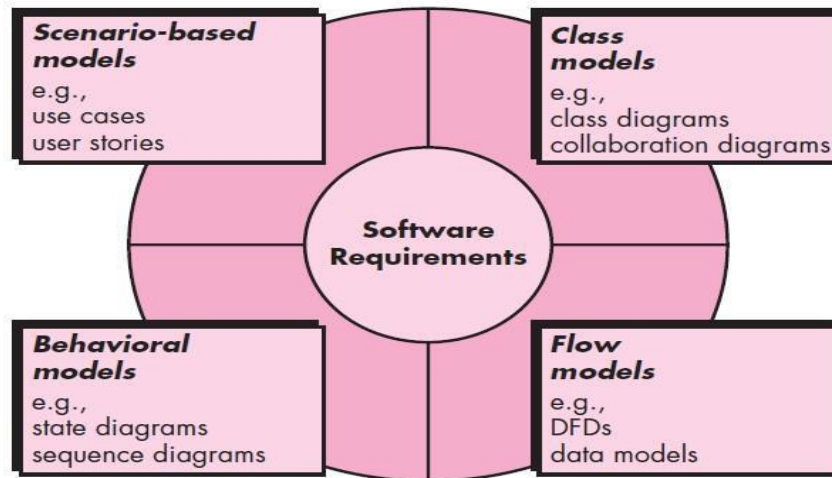 Scenario-based
models
e.g.,
use cases
user stories
Class
models
e.g.,
class diagrams
collaboration diagrams
Software
Requirements
Behavioral
models
e.g.,
state diagrams
sequence diagrams
Flow
models
e.g.,
DFDs
data models